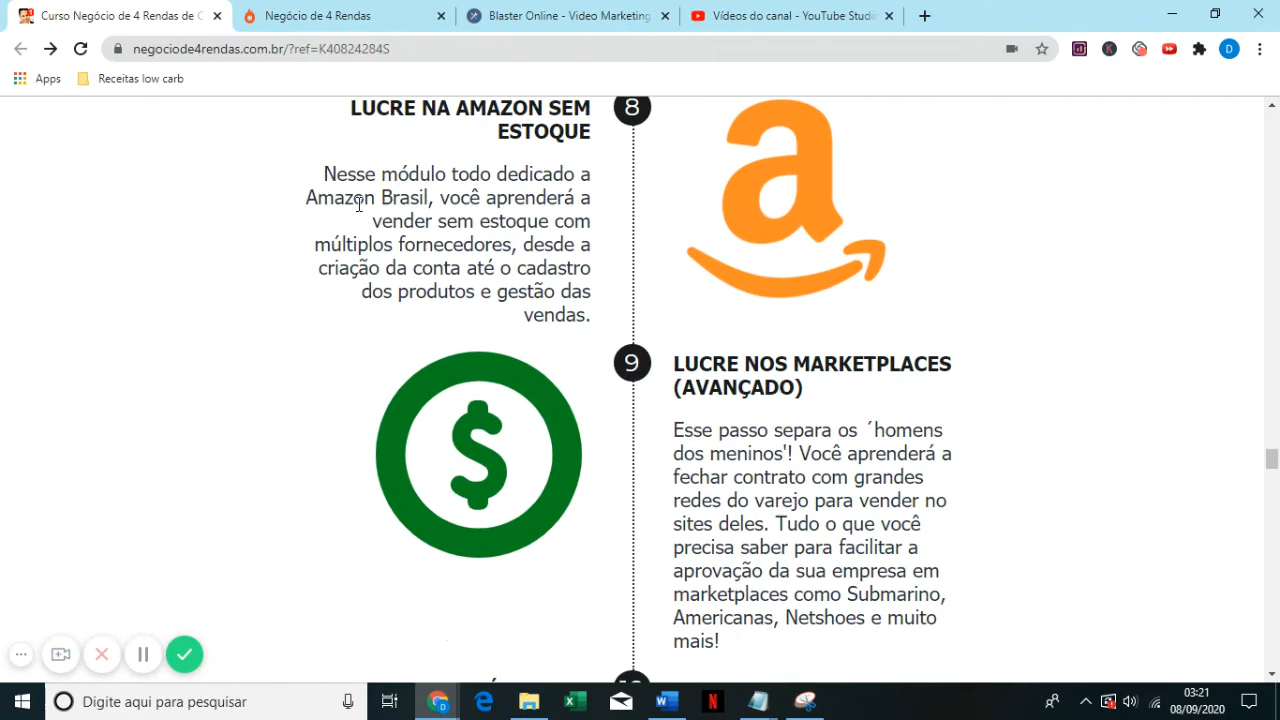 Curso Negócio de 4 Rendas de C
Negócio de 4 Rendas
Blaster Online - Video Marketing
Vídeos do canal - YouTube Studio
negociode4rendas.com.br/?ref=K40824284S
K
D
Apps
Receitas low carb
LUCRE NA AMAZON SEM
ESTOQUE
8
a
Nesse módulo todo dedicado a
Amazon Brasil, você aprenderá a
vender sem estoque com
múltiplos fornecedores, desde a
criação da conta até o cadastro
dos produtos e gestão das
vendas.
$
9
LUCRE NOS MARKETPLACES
(AVANÇADO)
Esse passo separa os ´homens
dos meninos'! Você aprenderá a
fechar contrato com grandes
redes do varejo para vender no
sites deles. Tudo o que você
precisa saber para facilitar a
aprovação da sua empresa em
marketplaces como Submarino,
Americanas, Netshoes e muito
mais!
10
Digite aqui para pesquisar
N
03:21
08/09/2020